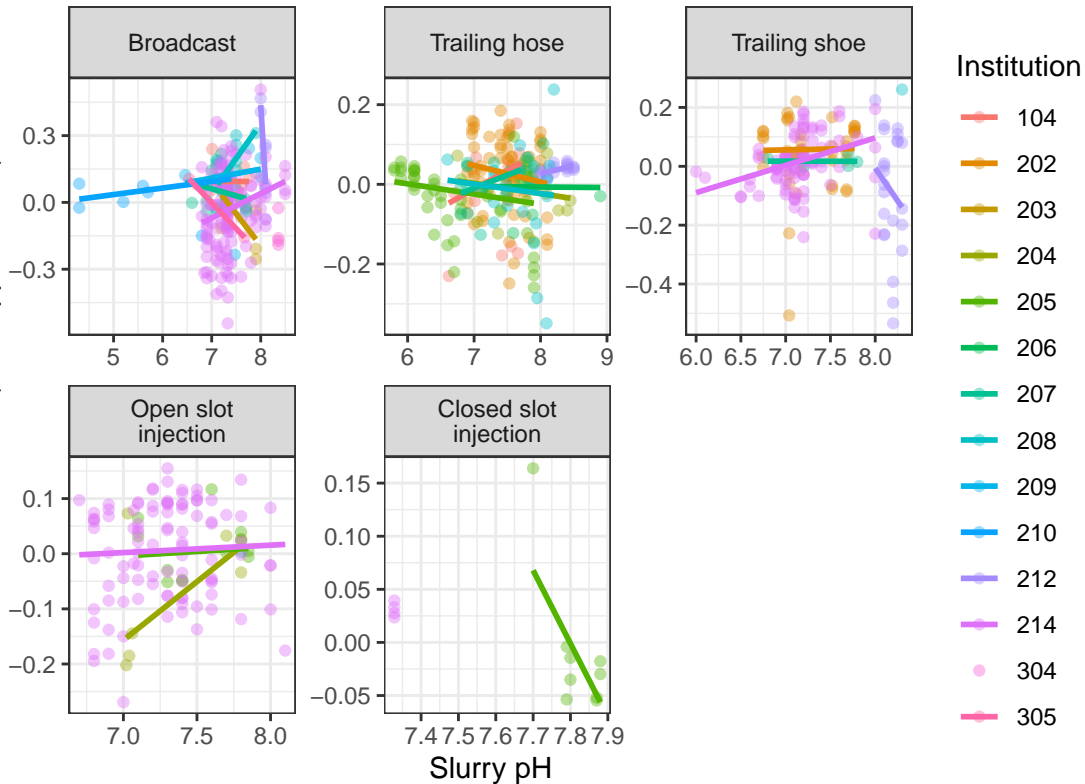 Broadcast
Trailing hose
Trailing shoe
0.3
0.0
−0.3
5 6 7 8
0.2
0.0
−0.2
6 7 8 9
0.2
0.0
−0.2
−0.4
6.0 6.5 7.0 7.5 8.0
Open slot
injection
Closed slot
injection
0.1
0.0
−0.1
−0.2
7.0 7.5 8.0
0.15
0.10
0.05
0.00
−0.05
7.4 7.5 7.6 7.7 7.8 7.9
Slurry pH
Institution
104
202
203
204
205
206
207
208
209
210
212
214
304
305